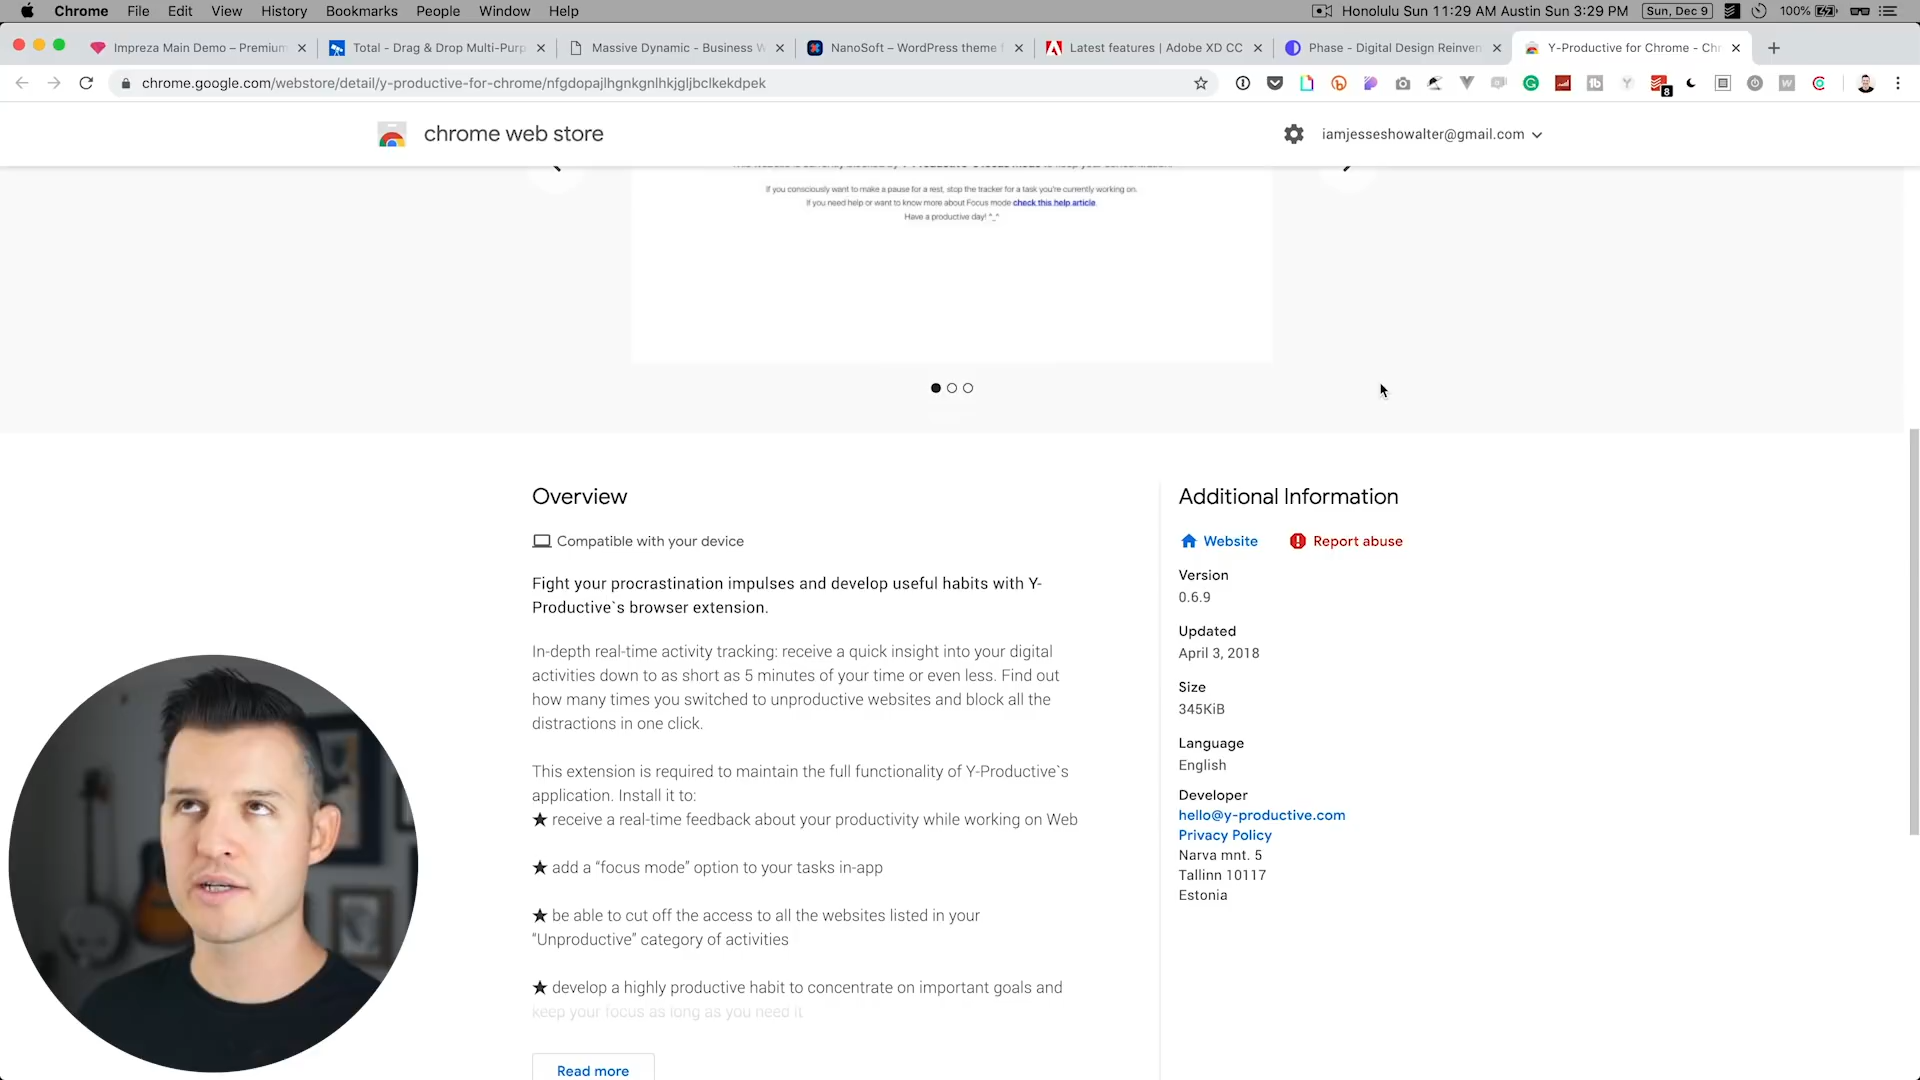 Chrome File Edit View History Bookmarks People Window Help
Honolulu Sun 11:29 AM Austin Sun 3:29 PM Sun, Dec 9 100%
Impreza Main Demo – Premium
Total - Drag & Drop Multi-Purp
Massive Dynamic - Business W
NanoSoft – WordPress theme f
Latest features | Adobe XD CC
Phase - Digital Design Reinven
Y-Productive for Chrome - Chr
chrome.google.com/webstore/detail/y-productive-for-chrome/nfgdopajlhgnkgnlhkjgljbclkekdpek
8
chrome web store
iamjesseshowalter@gmail.com
This website is currently blocked by Y-Productive's focus mode to keep your concentration.
If you consciously want to make a pause for a rest, stop the tracker for a task you're currently working on.
If you need help or want to know more about Focus mode check this help article.
Have a productive day! ^_^
Overview
Compatible with your device
Fight your procrastination impulses and develop useful habits with Y-
Productive`s browser extension.
In-depth real-time activity tracking: receive a quick insight into your digital
activities down to as short as 5 minutes of your time or even less. Find out
how many times you switched to unproductive websites and block all the
distractions in one click.
This extension is required to maintain the full functionality of Y-Productive`s
application. Install it to:
★ receive a real-time feedback about your productivity while working on Web
★ add a “focus mode” option to your tasks in-app
★ be able to cut off the access to all the websites listed in your
“Unproductive” category of activities
★ develop a highly productive habit to concentrate on important goals and
keep your focus as long as you need it
Read more
Additional Information
Website Report abuse
Version
0.6.9
Updated
April 3, 2018
Size
345KiB
Language
English
Developer
hello@y-productive.com
Privacy Policy
Narva mnt. 5
Tallinn 10117
Estonia